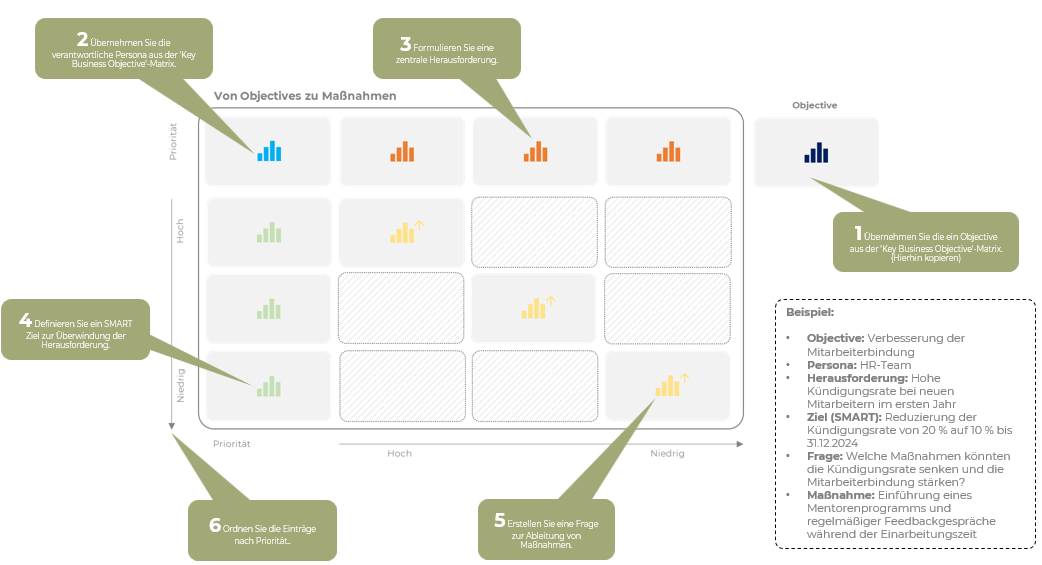 2 Übernehmen Sie die
verantwortliche Persona aus der 'Key
Business Objective'-Matrix.
3 Formulieren Sie eine
zentrale Herausforderung.
Von Objectives zu Maßnahmen
Objective
Priorität
Hoch
Niedrig
1 Übernehmen Sie die ein Objective
aus der 'Key Business Objective'-Matrix.
(Hierhin kopieren)
4 Definieren Sie ein SMART
Ziel zur Überwindung der
Herausforderung.
Priorität
Hoch
Niedrig
6 Ordnen Sie die Einträge
nach Priorität..
5 Erstellen Sie eine Frage
zur Ableitung von
Maßnahmen.
Beispiel:
• Objective: Verbesserung der
Mitarbeiterbindung
• Persona: HR-Team
• Herausforderung: Hohe
Kündigungsrate bei neuen
Mitarbeitern im ersten Jahr
• Ziel (SMART): Reduzierung der
Kündigungsrate von 20 % auf 10 % bis
31.12.2024
• Frage: Welche Maßnahmen könnten
die Kündigungsrate senken und die
Mitarbeiterbindung stärken?
• Maßnahme: Einführung eines
Mentorenprogramms und
regelmäßiger Feedbackgespräche
während der Einarbeitungszeit